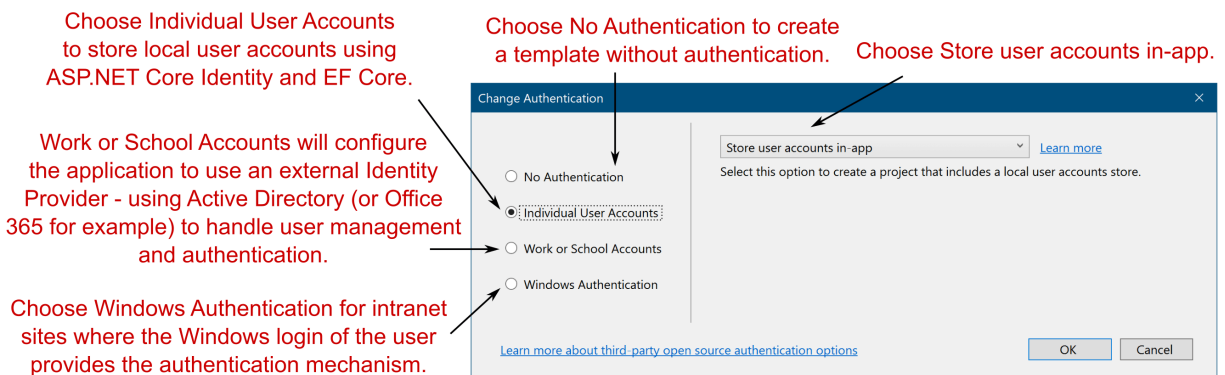 Choose Individual User Accounts
to store local user accounts using
ASP.NET Core Identity and EF Core.
Choose No Authentication to create
a template without authentication.
Choose Store user accounts in-app.
Work or School Accounts will configure
the application to use an external Identity
Provider - using Active Directory (or Office
365 for example) to handle user management
and authentication.
Choose Windows Authentication for intranet
sites where the Windows login of the user
provides the authentication mechanism.
Change Authentication
No Authentication
Individual User Accounts
Work or School Accounts
Windows Authentication
Store user accounts in-app
Learn more
Select this option to create a project that includes a local user accounts store.
Learn more about third-party open source authentication options
OK
Cancel